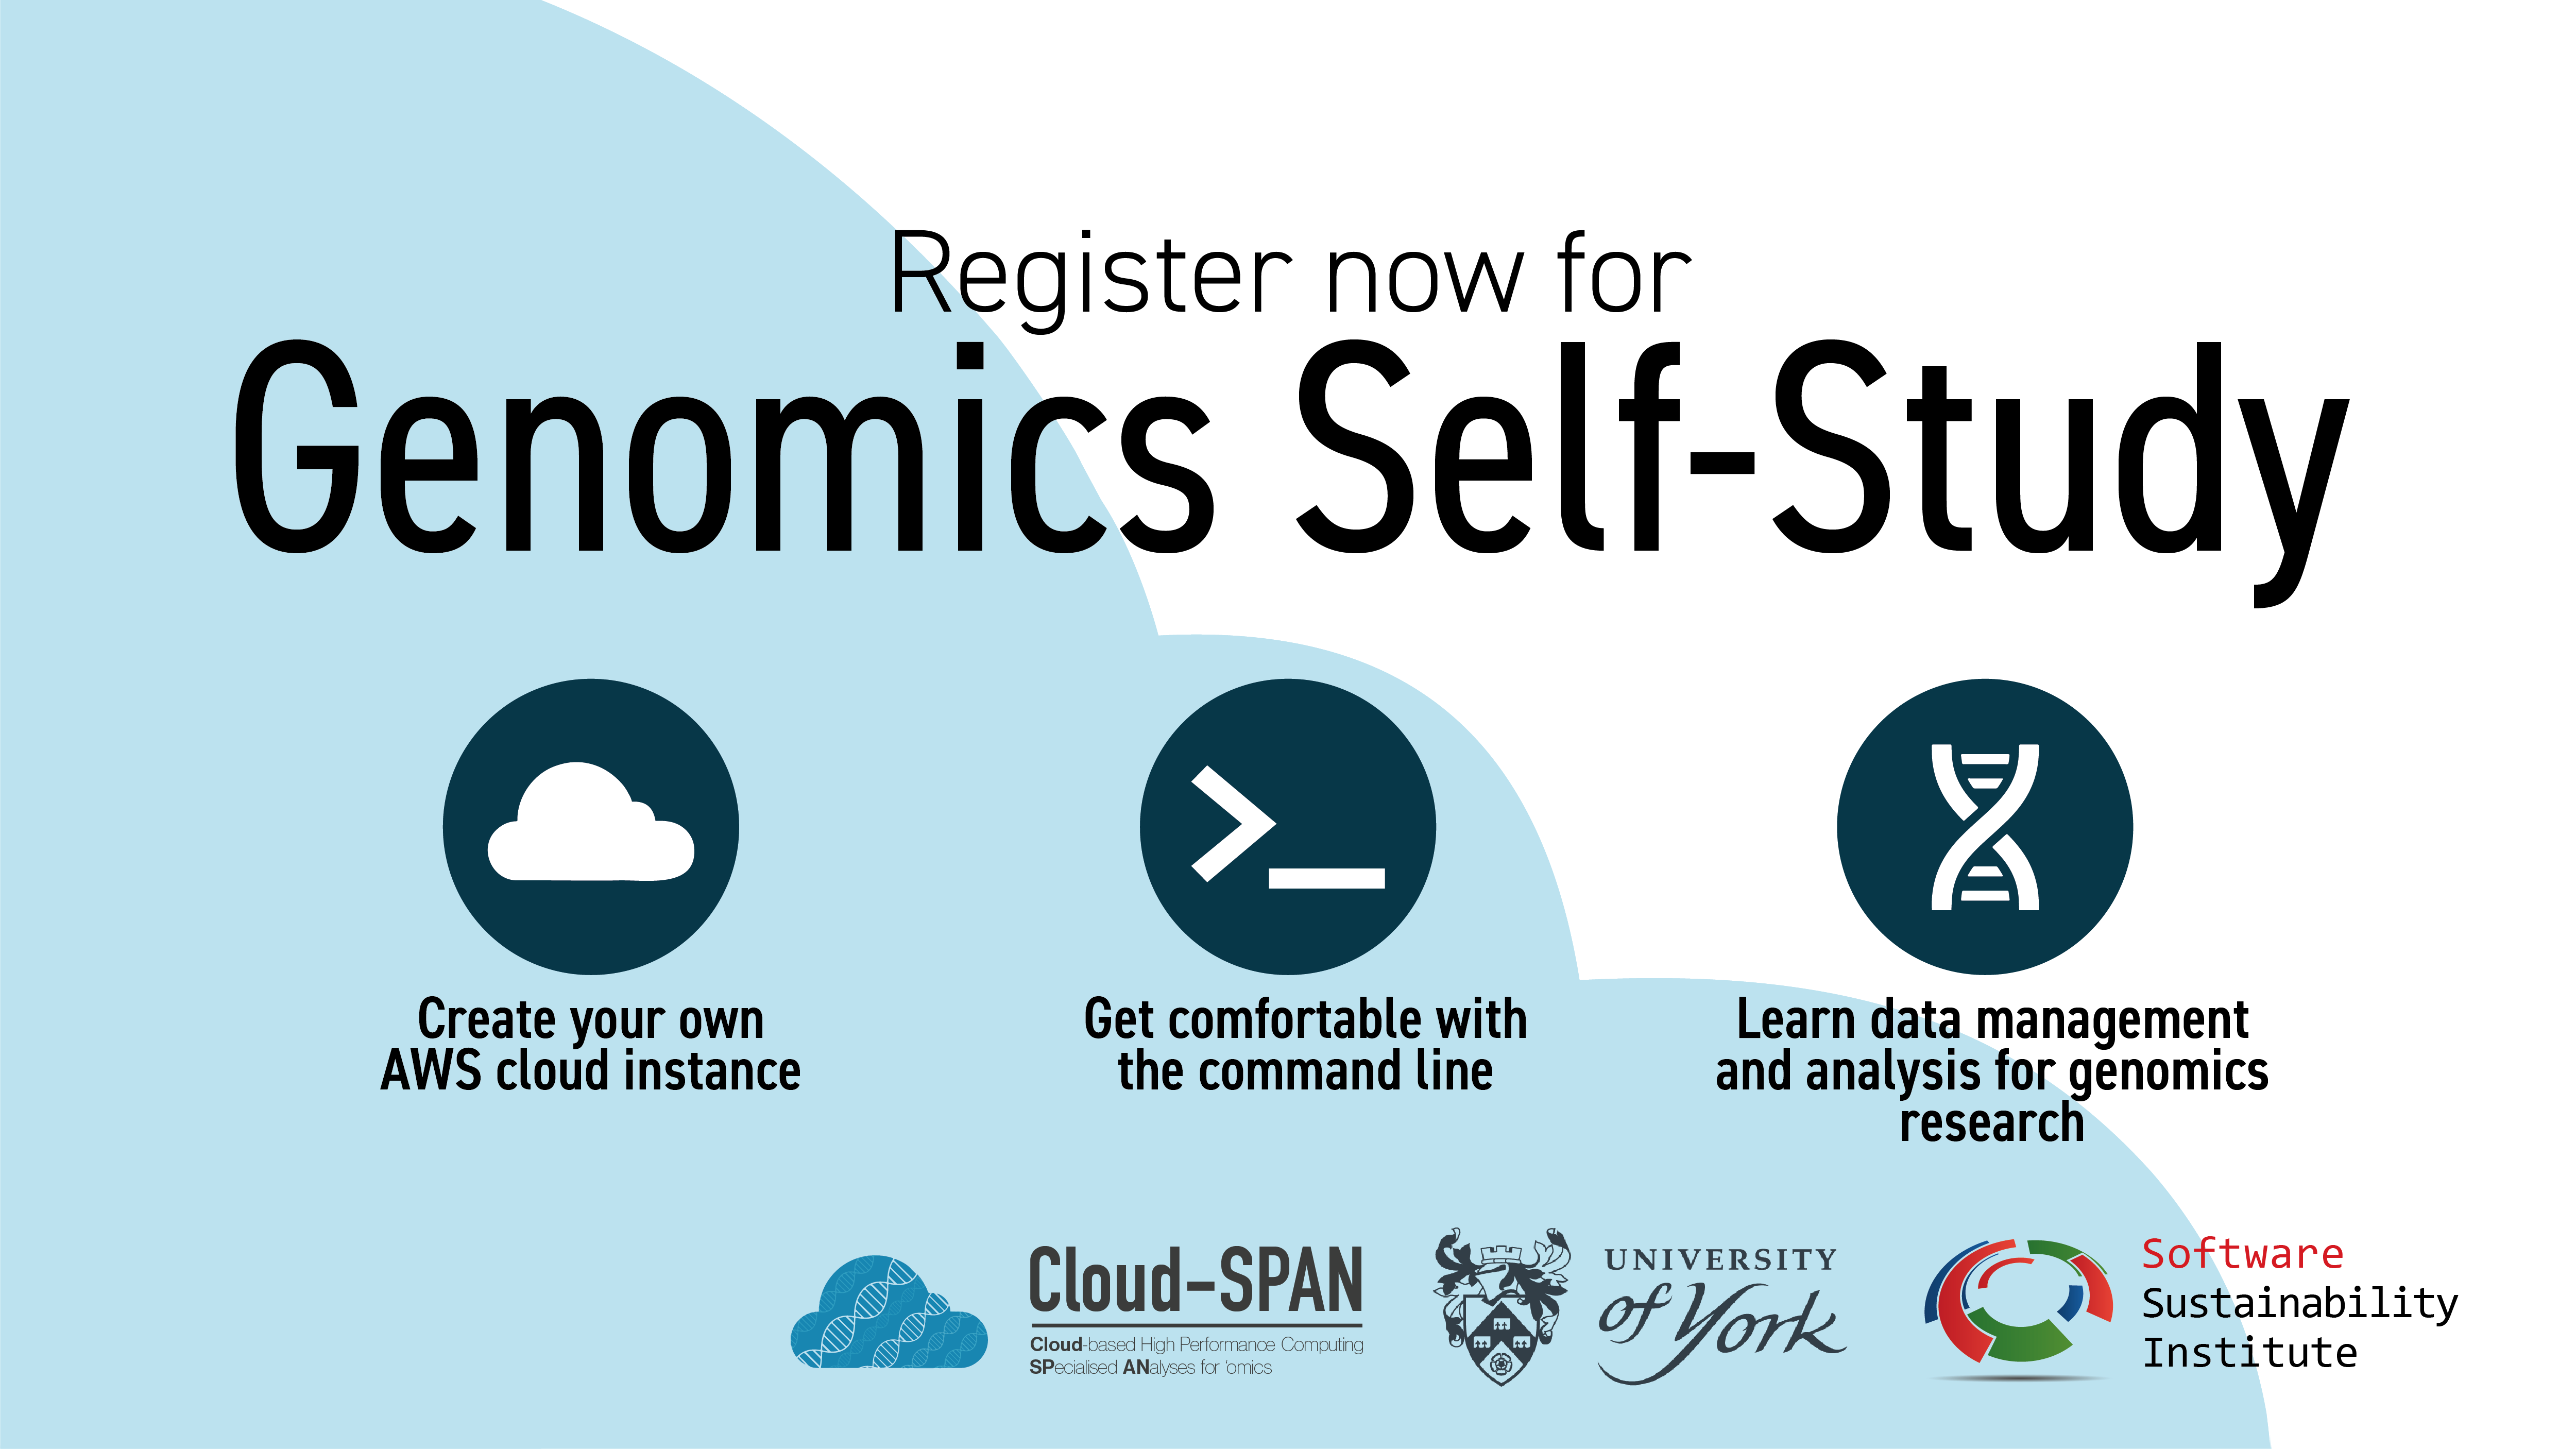 Register now for
Genomics Self-Study
Create your own
AWS cloud instance
Get comfortable with
the command line
Learn data management
and analysis for genomics
research
Cloud-SPAN
Cloud-based High Performance Computing
SPecialised ANalyses for 'omics
UNIVERSITY
of York
Software
Sustainability
Institute